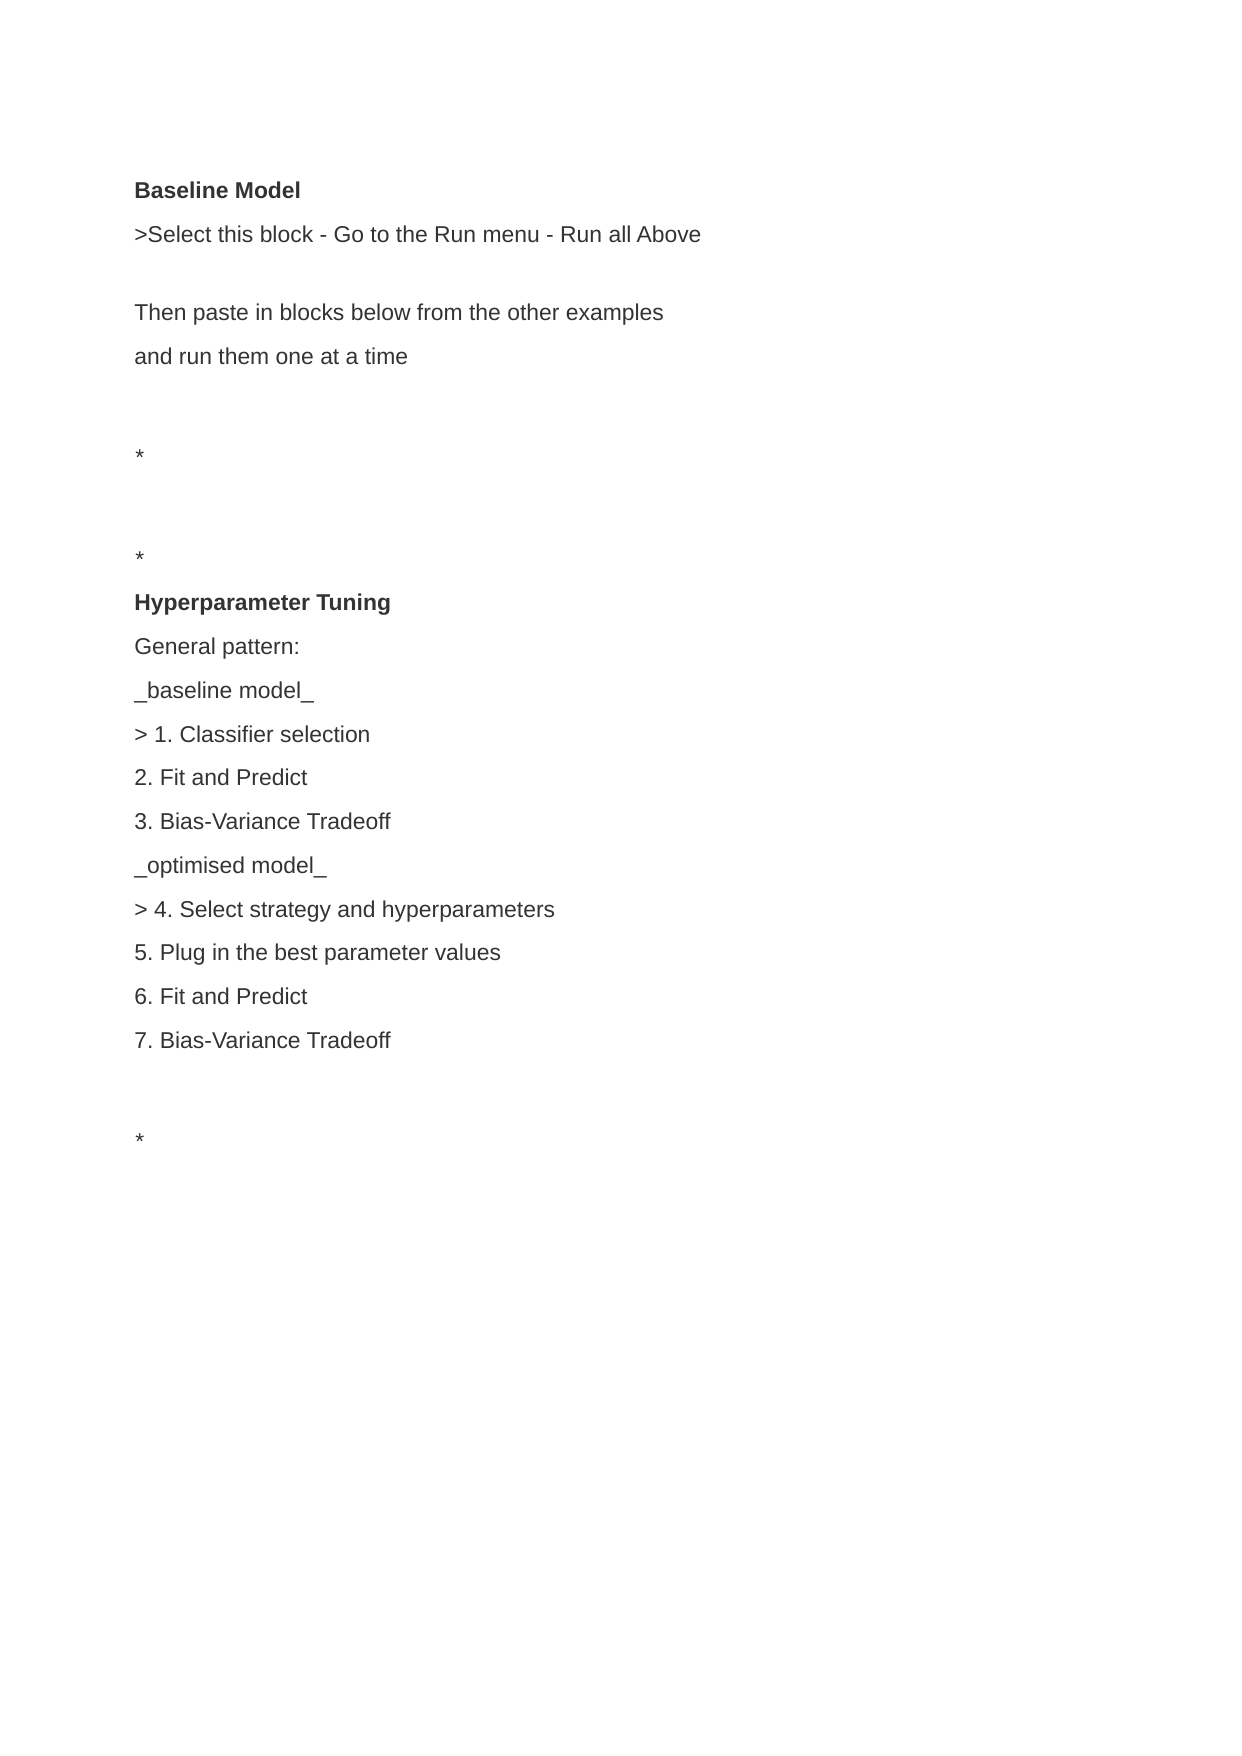 Baseline Model
>Select this block - Go to the Run menu - Run all Above
Then paste in blocks below from the other examples
and run them one at a time
*
*
Hyperparameter Tuning
General pattern:
_baseline model_
> 1. Classifier selection
2. Fit and Predict
3. Bias-Variance Tradeoff
_optimised model_
> 4. Select strategy and hyperparameters
5. Plug in the best parameter values
6. Fit and Predict
7. Bias-Variance Tradeoff
*